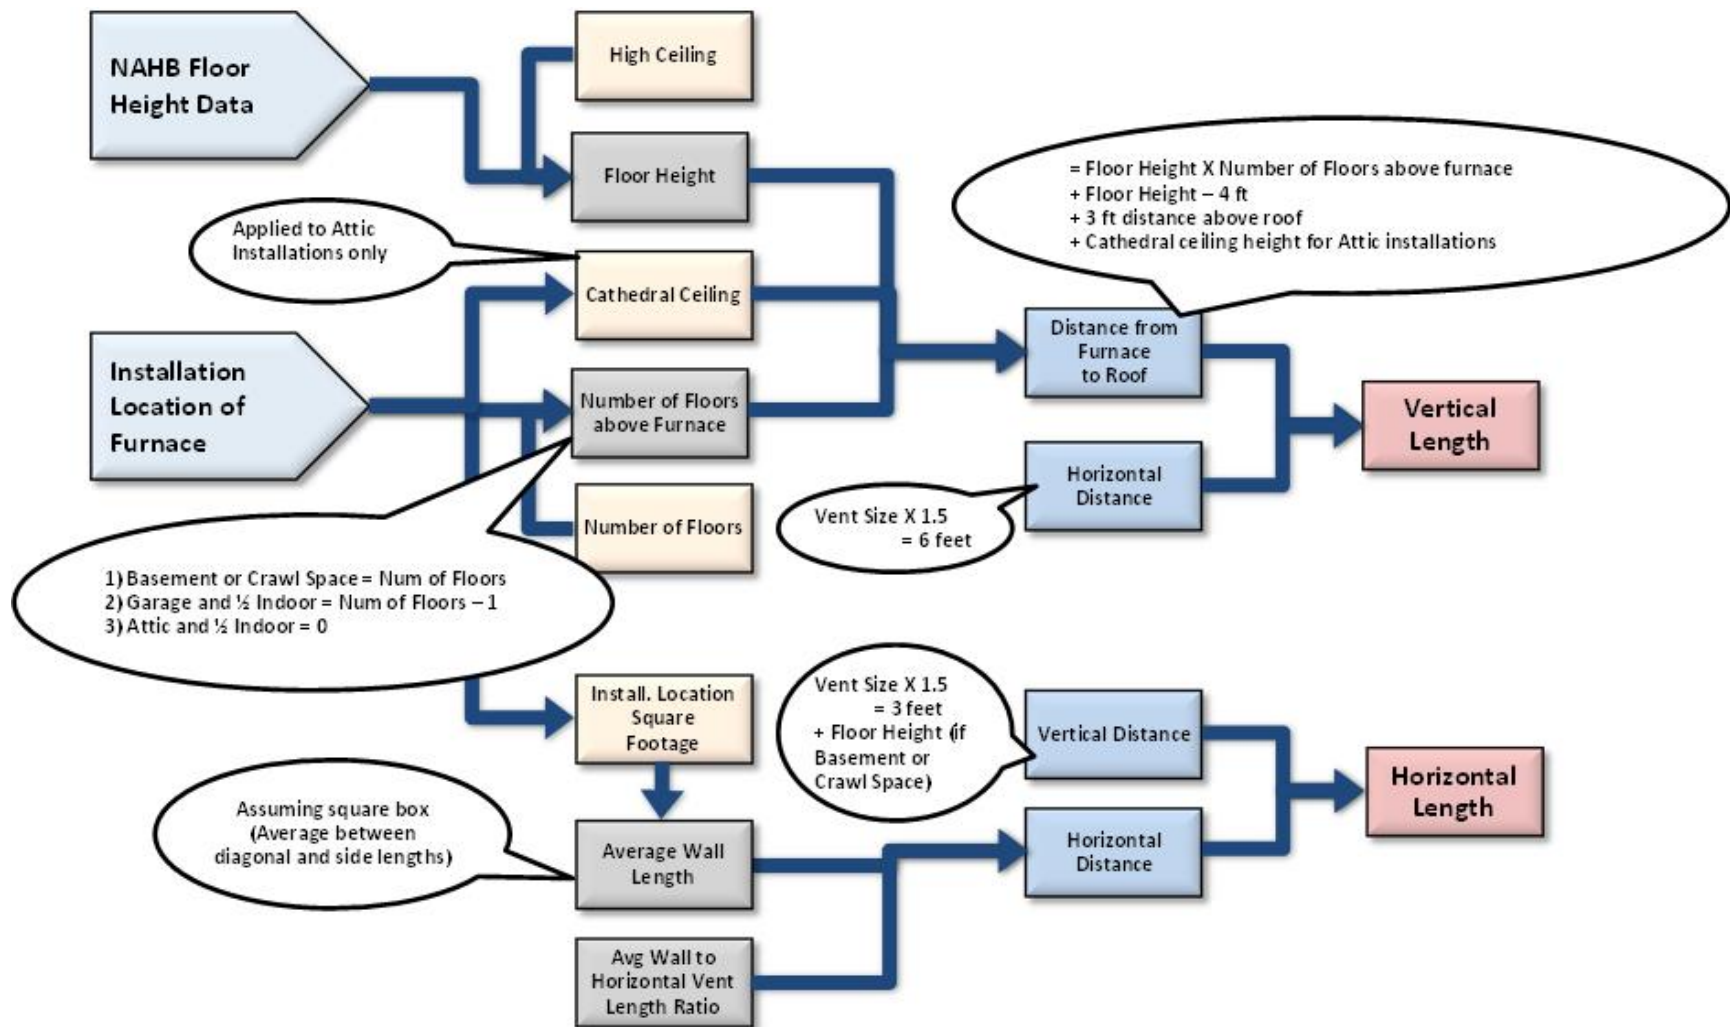 NAHB Floor
Height Data
High Ceiling
Floor Height
Applied to Attic
Installations only
Cathedral Ceiling
= Floor Height X Number of Floors above furnace
+ Floor Height – 4 ft
+ 3 ft distance above roof
+ Cathedral ceiling height for Attic installations
Installation
Location of
Furnace
Number of Floors
above Furnace
Distance from
Furnace
to Roof
Vertical
Length
Number of Floors
Vent Size X 1.5
= 6 feet
Horizontal
Distance
1) Basement or Crawl Space = Num of Floors
2) Garage and ½ Indoor = Num of Floors – 1
3) Attic and ½ Indoor = 0
Install. Location
Square
Footage
Vent Size X 1.5
= 3 feet
+ Floor Height (if
Basement or
Crawl Space)
Vertical Distance
Horizontal
Length
Assuming square box
(Average between
diagonal and side lengths)
Average Wall
Length
Horizontal
Distance
Avg Wall to
Horizontal Vent
Length Ratio